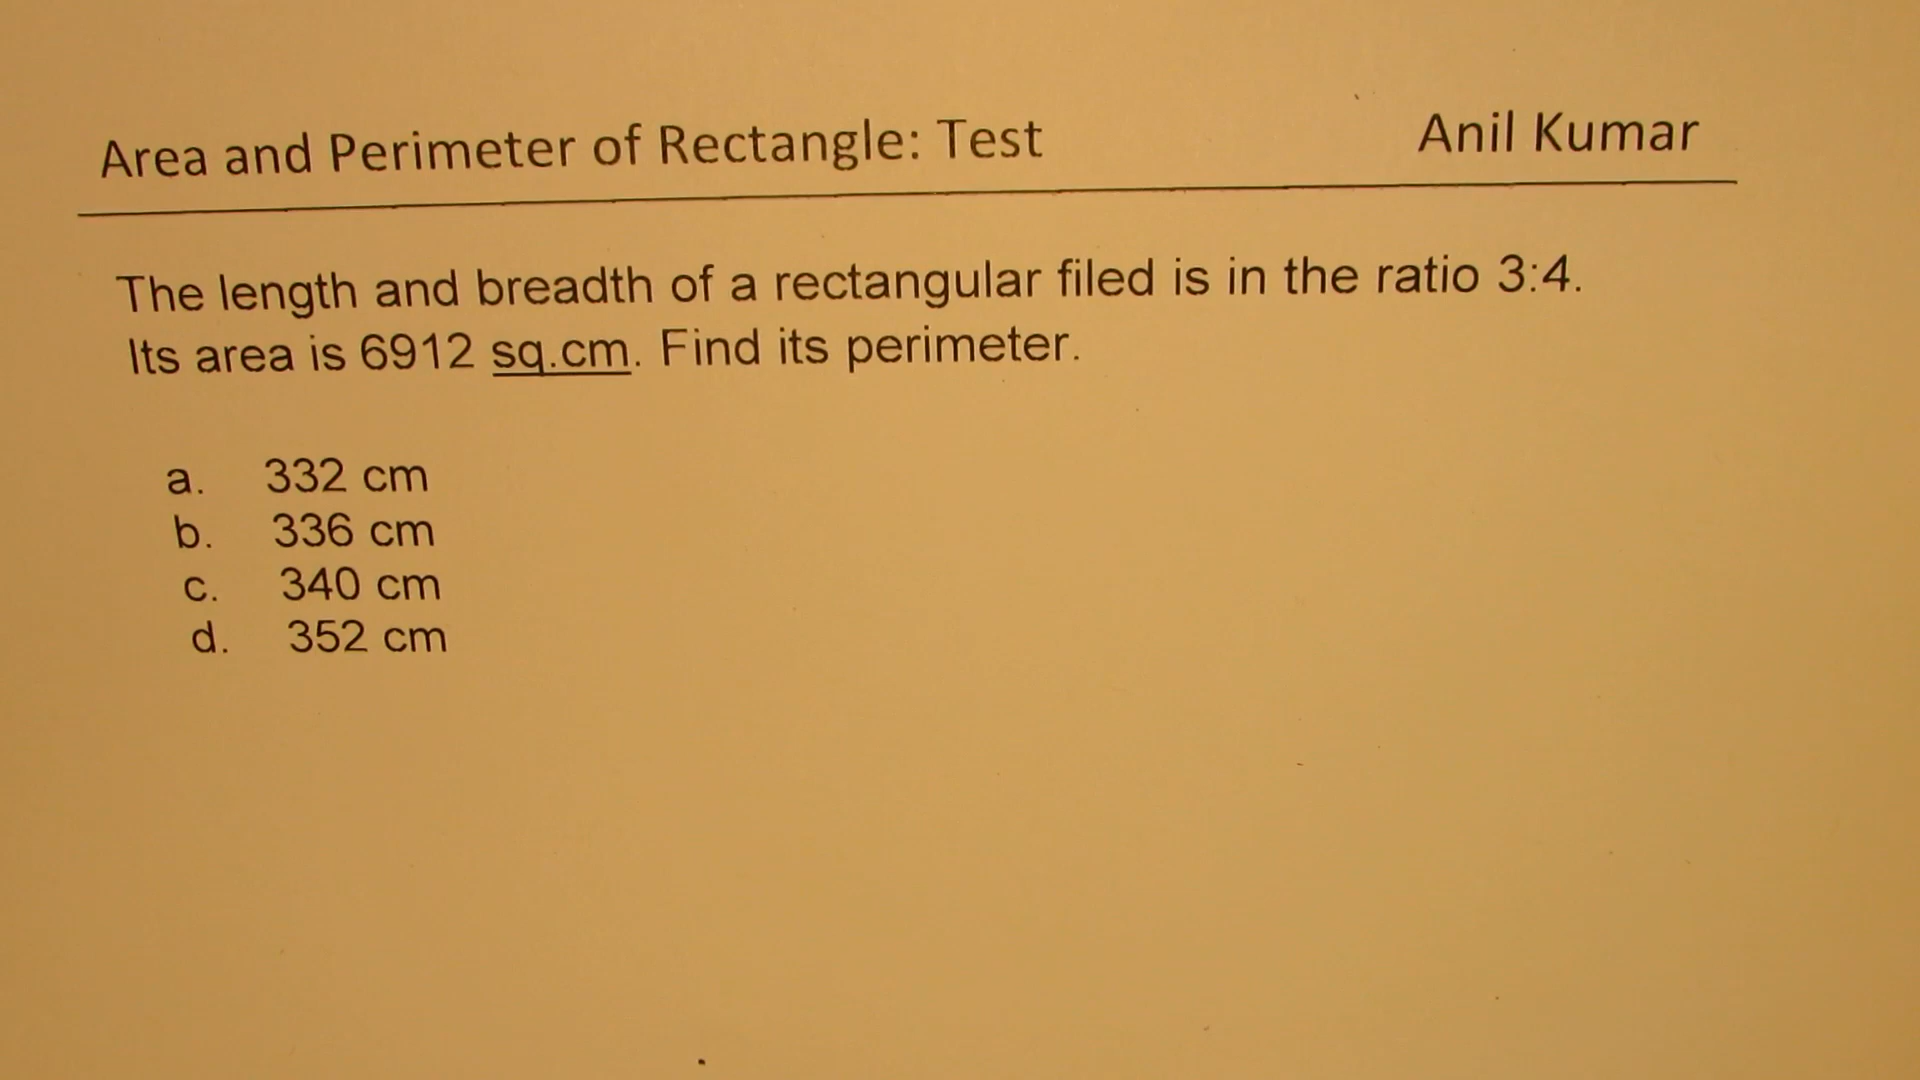 Area and Perimeter of Rectangle: Test Anil Kumar
The length and breadth of a rectangular filed is in the ratio 3:4.
Its area is 6912 sq.cm. Find its perimeter.
a. 332 cm
b. 336 cm
c. 340 cm
d. 352 cm